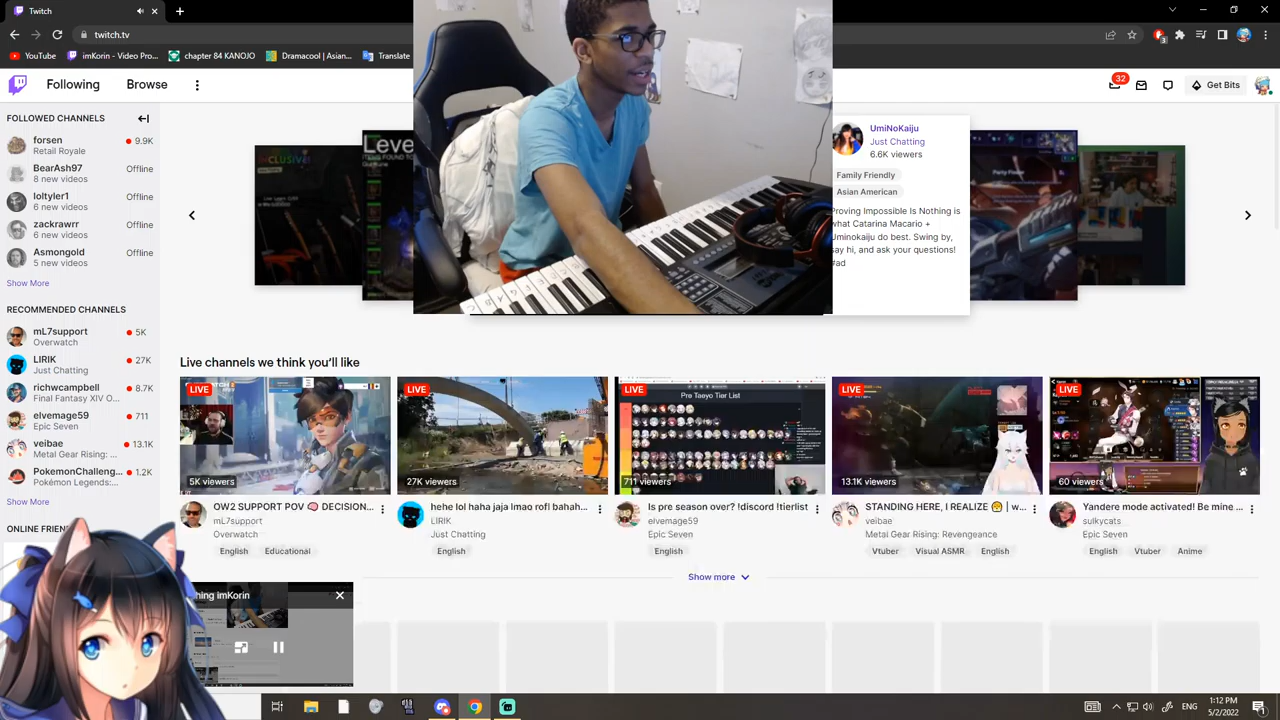 Twitch
twitch.tv
YouTube
imKorin - Video Pro...
chapter 84 KANOJO
Dramacool | Asian...
Translate
Following
Browse
32
Get Bits
FOLLOWED CHANNELS
forsen
9.9K
Retail Royale
BearAsh97
Offline
8 new videos
loltyler1
Offline
6 new videos
zackrawrr
Offline
6 new videos
Asmongold
Offline
5 new videos
Show More
RECOMMENDED CHANNELS
mL7support
5K
Overwatch
LIRIK
27K
Just Chatting
richwcampbell
8.7K
Final Fantasy XIV O...
elvemage59
711
Epic Seven
veibae
13.1K
Metal Gear Rising: ...
PokemonChalleng...
1.2K
Pokémon Legends:...
Show More
Level
UmiNoKaiju
Just Chatting
6.6K viewers
Family Friendly
Asian American
Proving Impossible Is Nothing is
what Catarina Macario +
Uminokaiju do best. Swing by,
say hi, and ask your questions!
#ad
Live channels we think you'll like
LIVE
5K viewers
OW2 SUPPORT POV 🧠 DECISION...
mL7support
Overwatch
English
Educational
LIVE
27K viewers
hehe lol haha jaja lmao rofl bahah...
LIRIK
Just Chatting
English
LIVE
Pre Taeyo Tier List
711 viewers
Is pre season over? !discord !tierlist
elvemage59
Epic Seven
English
LIVE
13.1K viewers
STANDING HERE, I REALIZE 😤 | w...
veibae
Metal Gear Rising: Revengeance
Vtuber
Visual ASMR
English
LIVE
60 viewers
Yandere mode activated! Be mine ...
sulkycats
Epic Seven
English
Vtuber
Anime
Show more
ONLINE FRIEN
hing imKorin
ENG
1:12 PM
5/2/2022